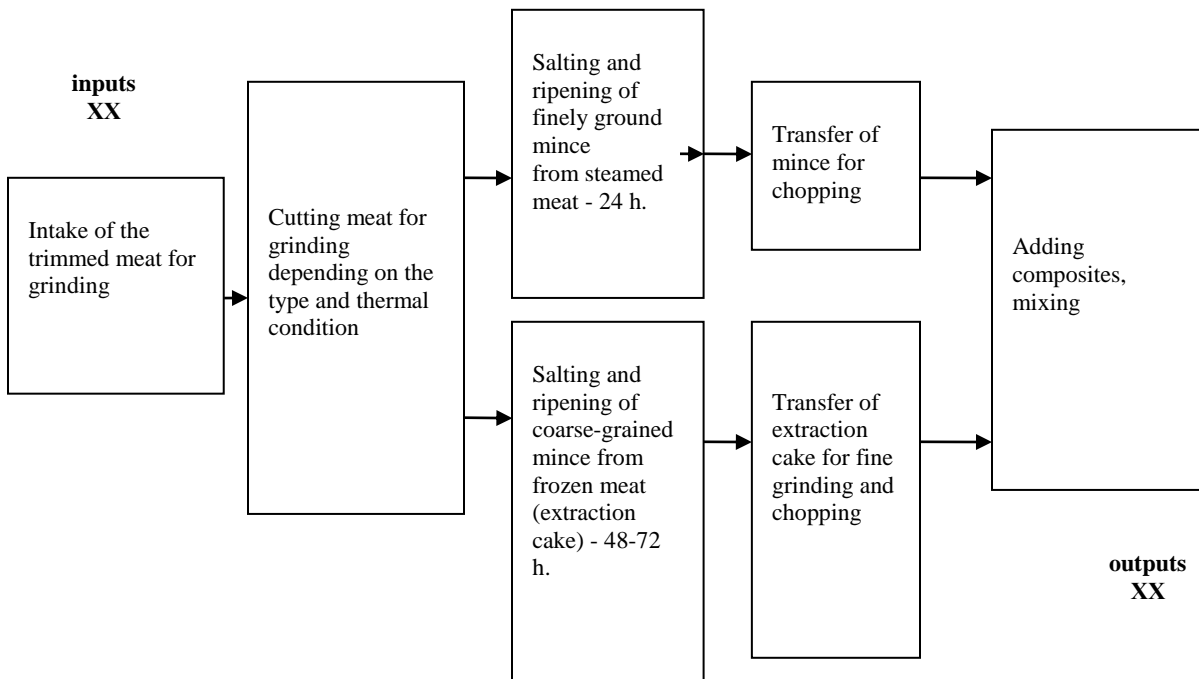 inputs
XX
Intake of the
trimmed meat for
grinding
Cutting meat for
grinding
depending on the
type and thermal
condition
Salting and
ripening of
finely ground
mince
from steamed
meat - 24 h.
Transfer of
mince for
chopping
Salting and
ripening of
coarse-grained
mince from
frozen meat
(extraction
cake) - 48-72
h.
Transfer of
extraction
cake for fine
grinding and
chopping
Adding
composites,
mixing
outputs
XX